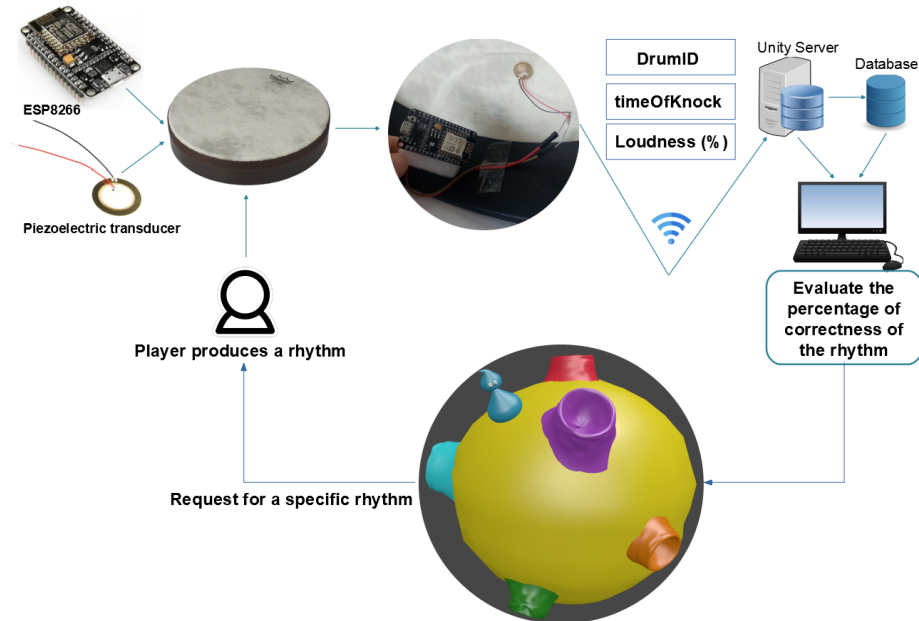 ESP8266
Piezoelectric transducer
DrumID
timeOfKnock
Loudness (%)
Unity Server
Database
Evaluate the
percentage of
correctness of
the rhythm
Player produces a rhythm
Request for a specific rhythm